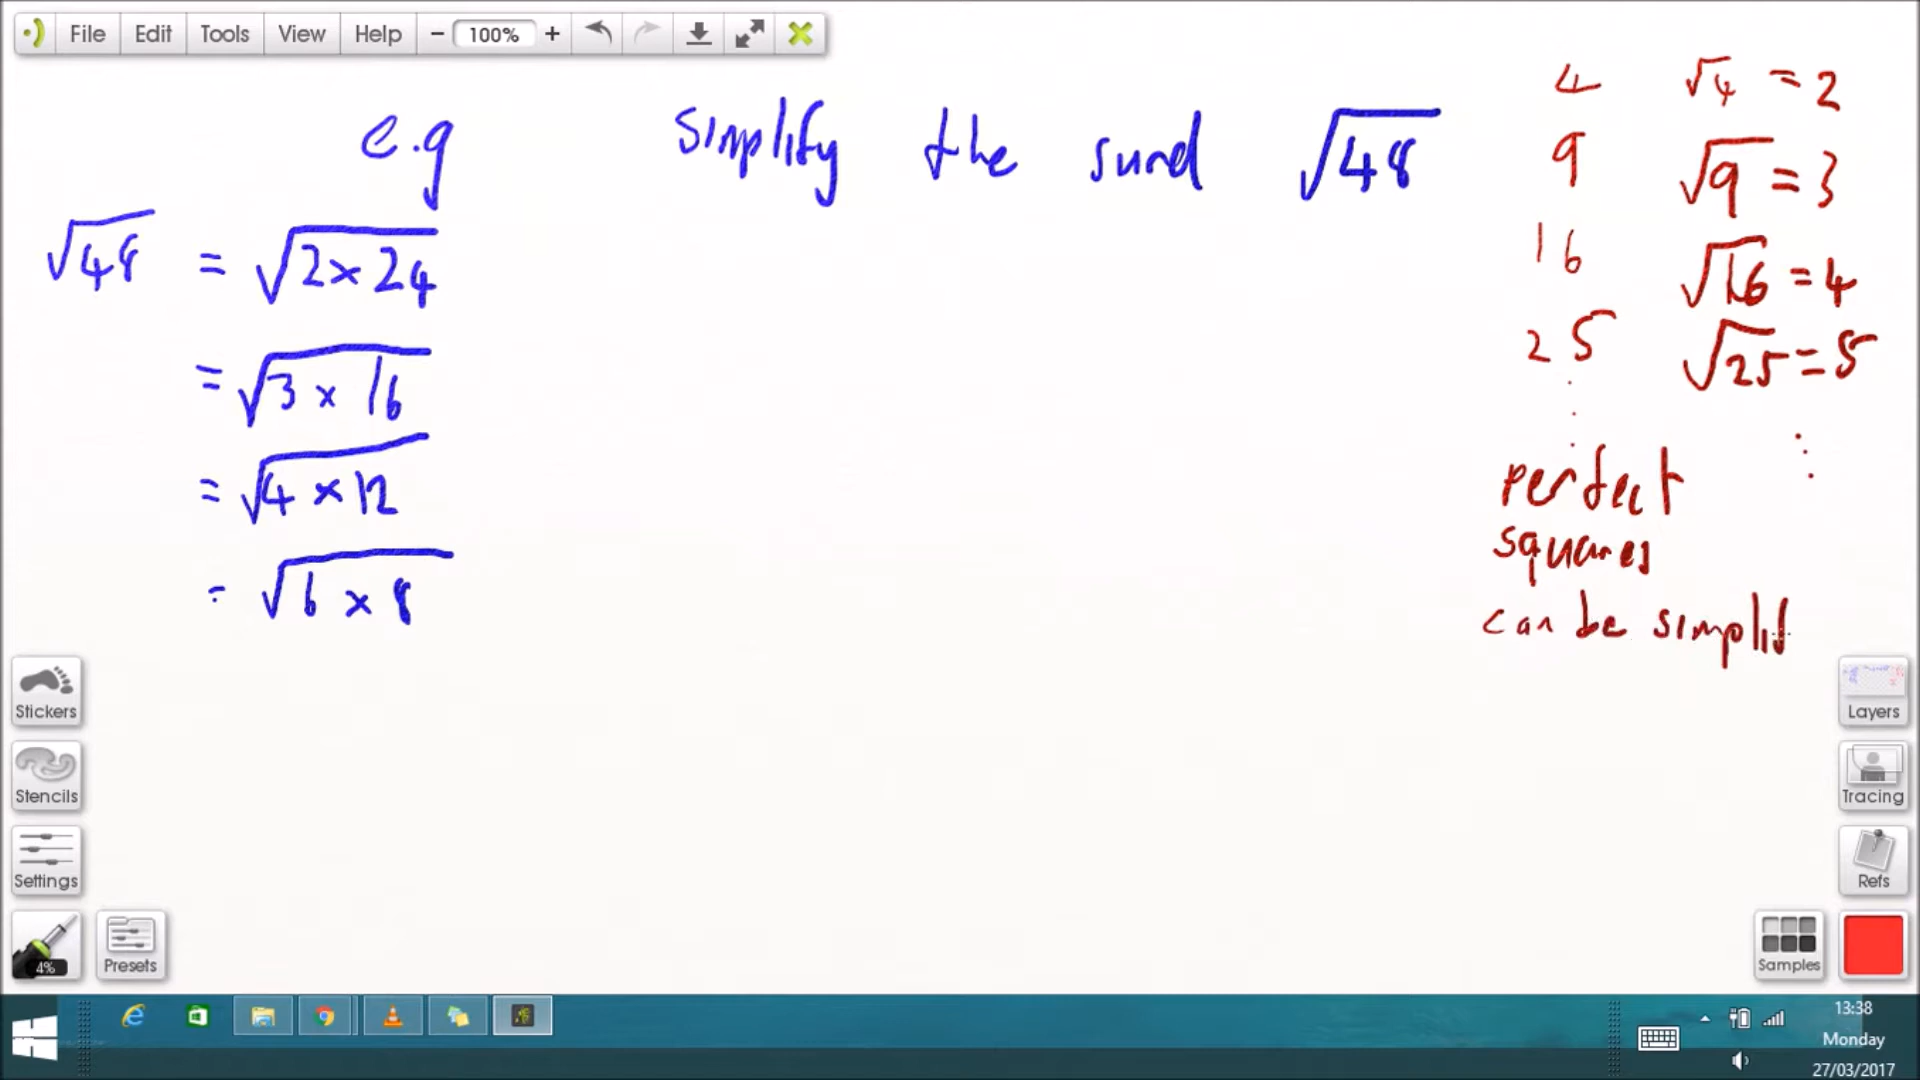 File Edit Tools View Help − 100% +
e.g simplify the surd √48
√48 = √2×24
= √3×16
= √4×12
= √6×8
4 √4 = 2
9 √9 = 3
16 √16 = 4
25 √25 = 5
perfect
squares
can be simplif
Stickers
Stencils
Settings
4%
Presets
Layers
Tracing
Refs
Samples
13:38
Monday
27/03/2017